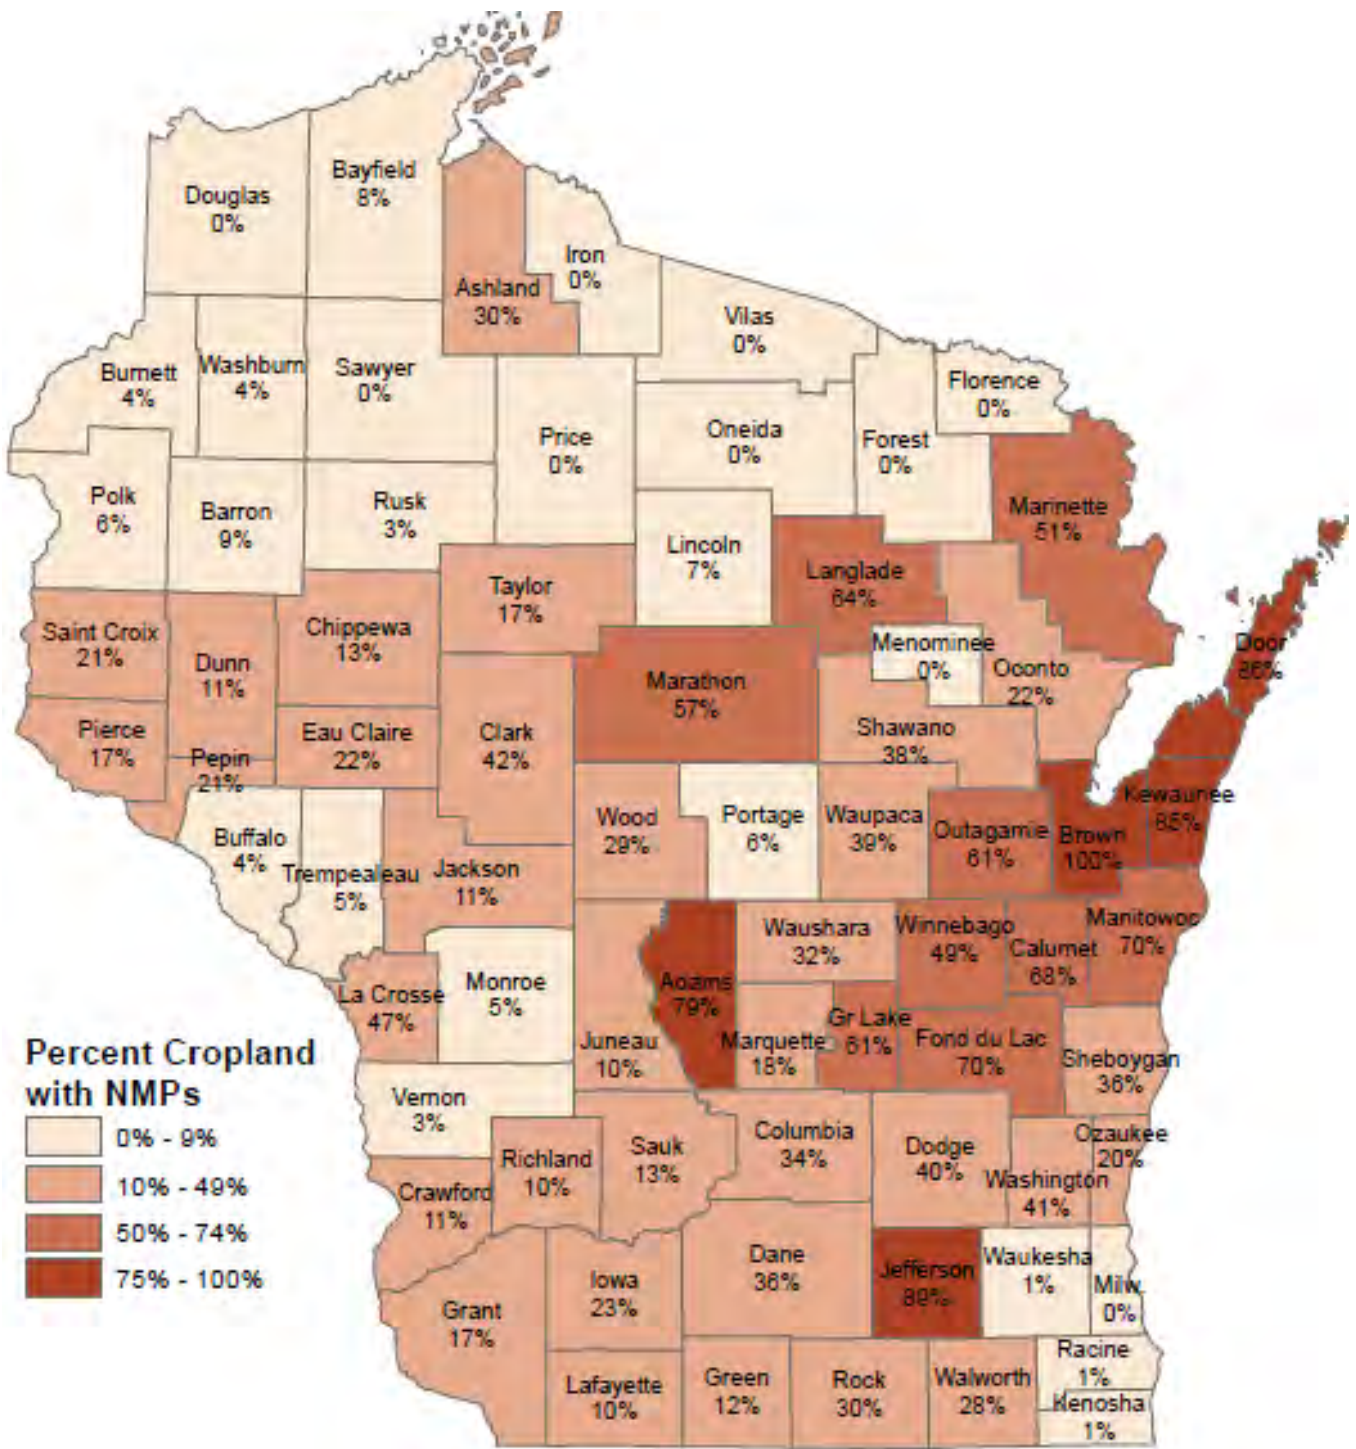 Bayfield
8%
Douglas
0%
Iron
0%
Ashland
30%
Vilas
0%
Burnett
4%
Washburn
4%
Sawyer
0%
Florence
0%
Price
0%
Oneida
0%
Forest
0%
Polk
6%
Barron
9%
Rusk
3%
Marinette
51%
Lincoln
7%
Langlade
64%
Taylor
17%
Saint Croix
21%
Dunn
11%
Chippewa
13%
Menominee
0%
Door
86%
Oconto
22%
Marathon
57%
Pierce
17%
Eau Claire
22%
Clark
42%
Shawano
38%
Pepin
21%
Kewaunee
Buffalo
4%
Wood
29%
Portage
6%
Waupaca
39%
Outagamie
61%
Brown
100%
Trempealeau
5%
Jackson
11%
Manitowoc
70%
Waushara
32%
Winnebago
49%
Calumet
68%
Monroe
5%
Adams
79%
La Crosse
47%
Gr Lake
61%
Juneau
10%
Marquette
18%
Fond du Lac
70%
Sheboygan
36%
Percent Cropland
with NMPs
0% - 9%
10% - 49%
50% - 74%
75% - 100%
Vernon
3%
Richland
10%
Sauk
13%
Columbia
34%
Dodge
40%
Ozaukee
20%
Washington
41%
Crawford
11%
Dane
36%
Jefferson
89%
Waukesha
1%
Milw.
0%
Iowa
23%
Grant
17%
Lafayette
10%
Green
12%
Rock
30%
Walworth
28%
Racine
1%
Kenosha
1%